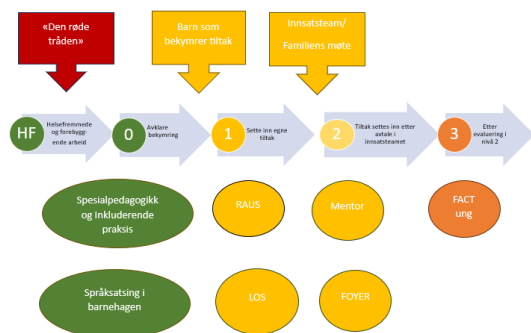 «Den røde
tråden»
Barn som
bekymrer tiltak
Innsatsteam/
Familiens møte
HF
Helsefremmede
og forebygg-
ende arbeid
0
Avklare
bekymring
1
Sette inn egne
tiltak
2
Tiltak settes inn etter
avtale i
innsatsteamet
3
Etter
evaluering i
nivå 2
Spesialpedagogikk
og Inkluderende
praksis
RAUS
Mentor
FACT
ung
Språksatsing i
barnehagen
LOS
FOYER